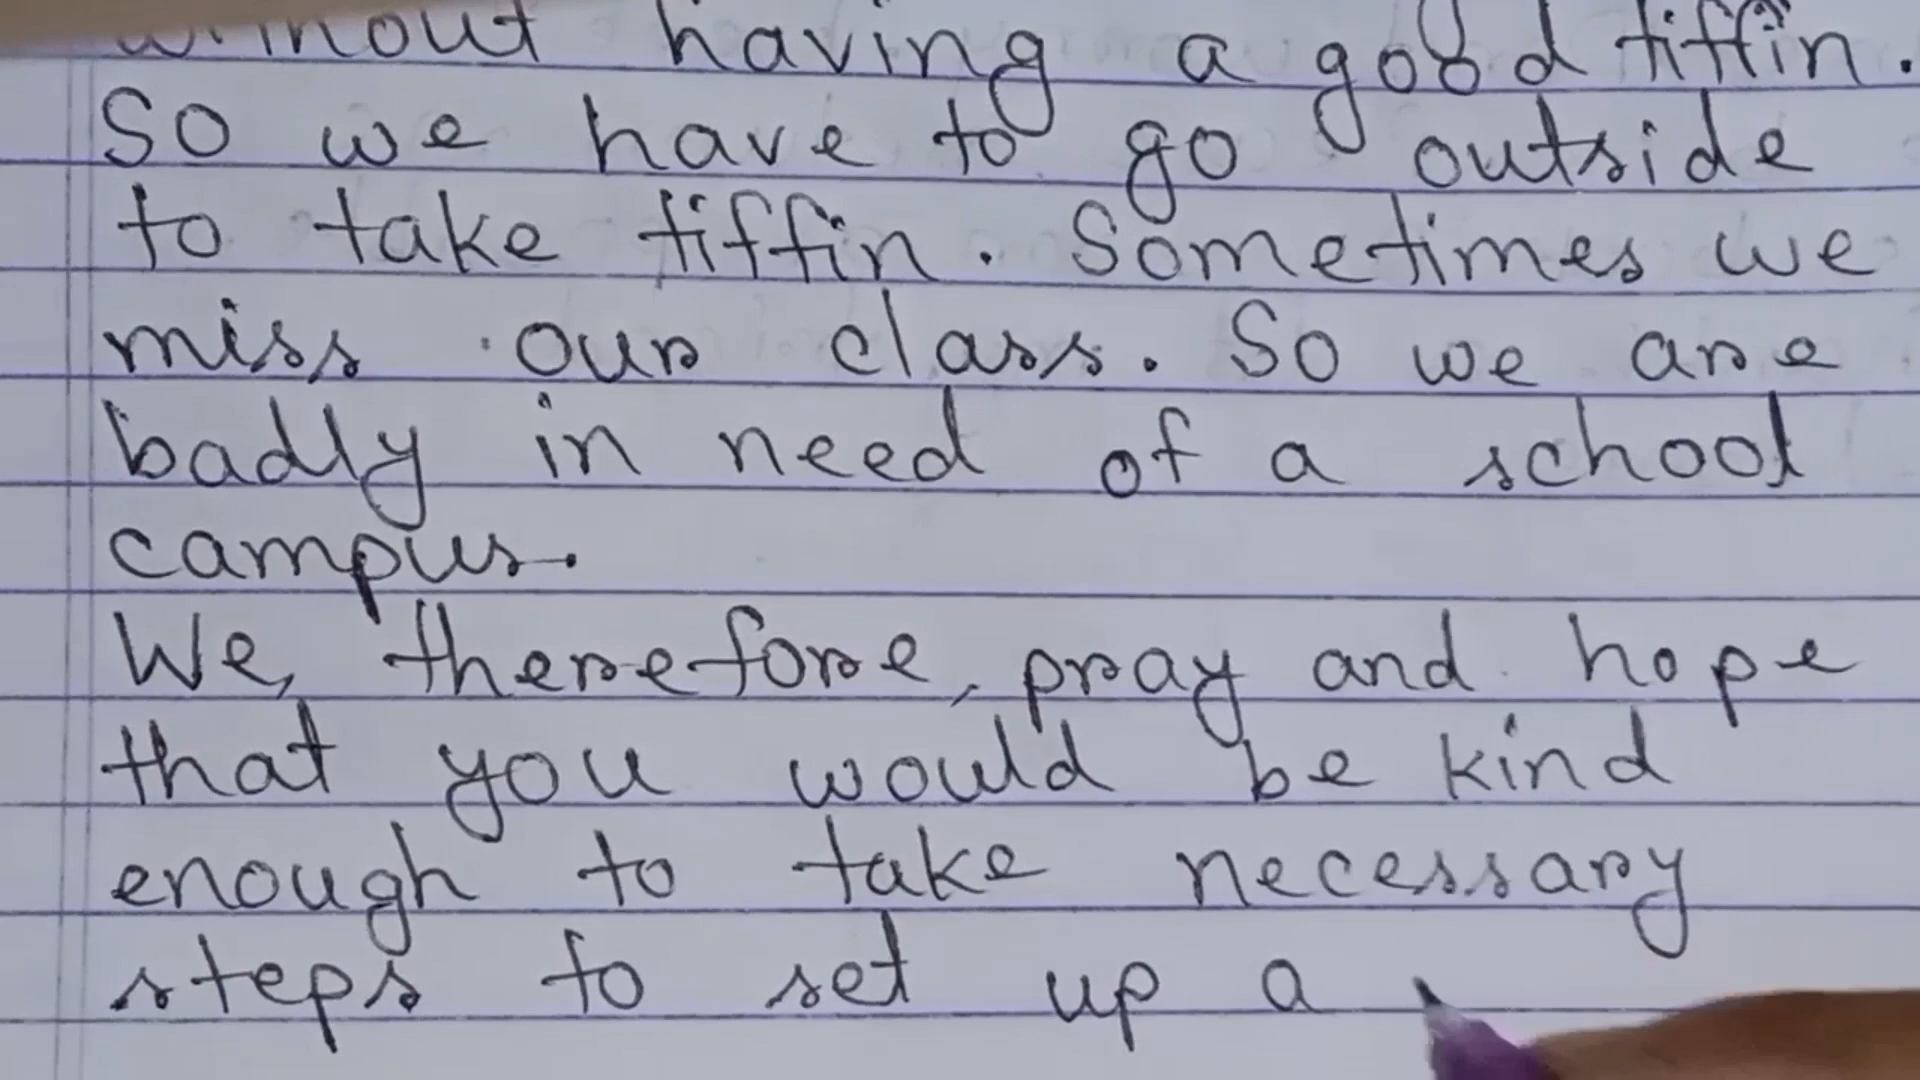 without having a good tiffin.
So we have to go outside
to take tiffin. Sometimes we
miss our class. So we are
badly in need of a school
campus.
We, therefore, pray and hope
that you would be kind
enough to take necessary
steps to set up a